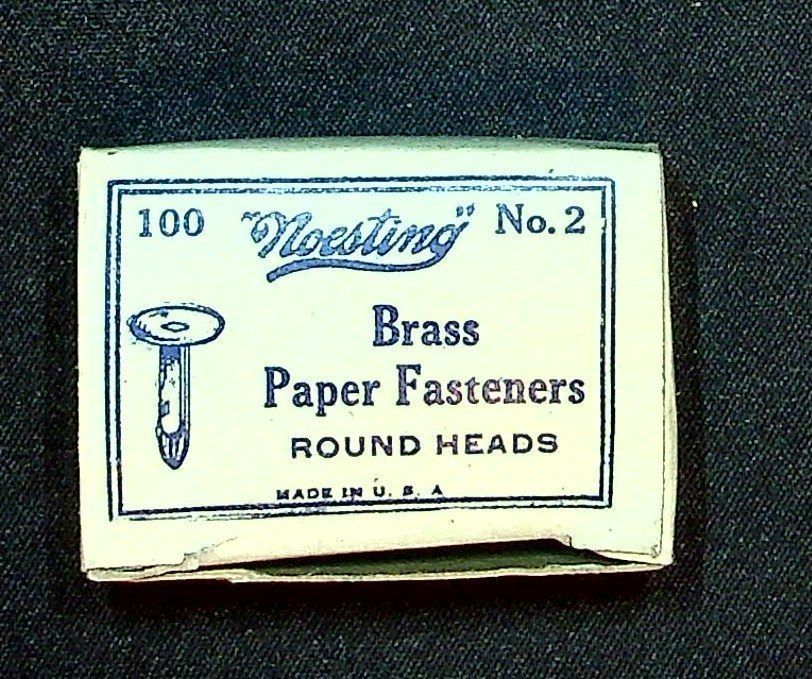 100 "Noesting" No. 2
Brass
Paper Fasteners
ROUND HEADS
MADE IN U. S. A